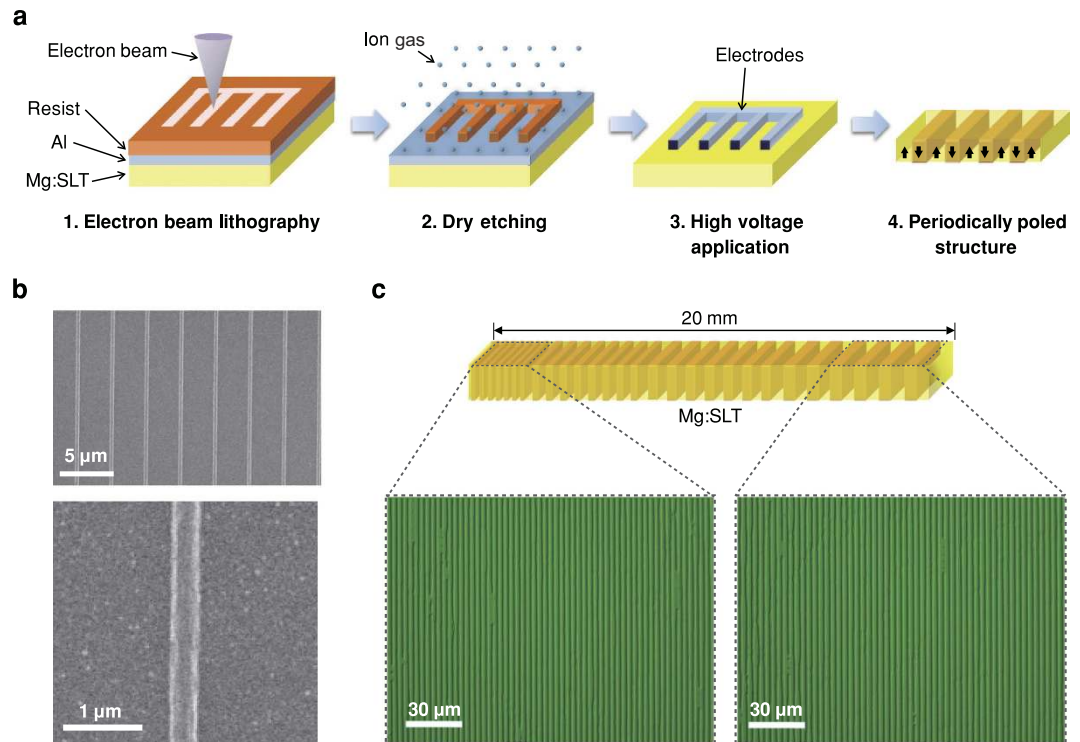 a
Electron beam
Resist
Al
Mg:SLT
Ion gas
Electrodes
1. Electron beam lithography
2. Dry etching
3. High voltage
application
4. Periodically poled
structure
b
5 µm
1 µm
c
20 mm
Mg:SLT
30 µm
30 µm